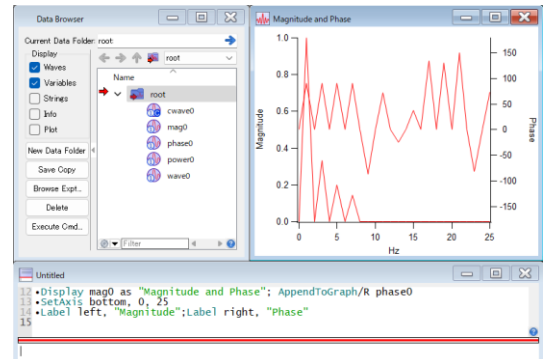 Data Browser
Current Data Folder: root:
Display
Waves
Variables
Strings
Info
Plot
New Data Folder
Save Copy
Browse Expt...
Delete
Execute Cmd...
root
Name
root
cwave0
mag0
phase0
power0
wave0
Filter
Magnitude and Phase
1.0
0.8
0.6
0.4
0.2
0.0
Magnitude
150
100
50
0
-50
-100
-150
Phase
0
5
10
15
20
25
Hz
Untitled
12 •Display mag0 as "Magnitude and Phase"; AppendToGraph/R phase0
13 •SetAxis bottom, 0, 25
14 •Label left, "Magnitude";Label right, "Phase"
15